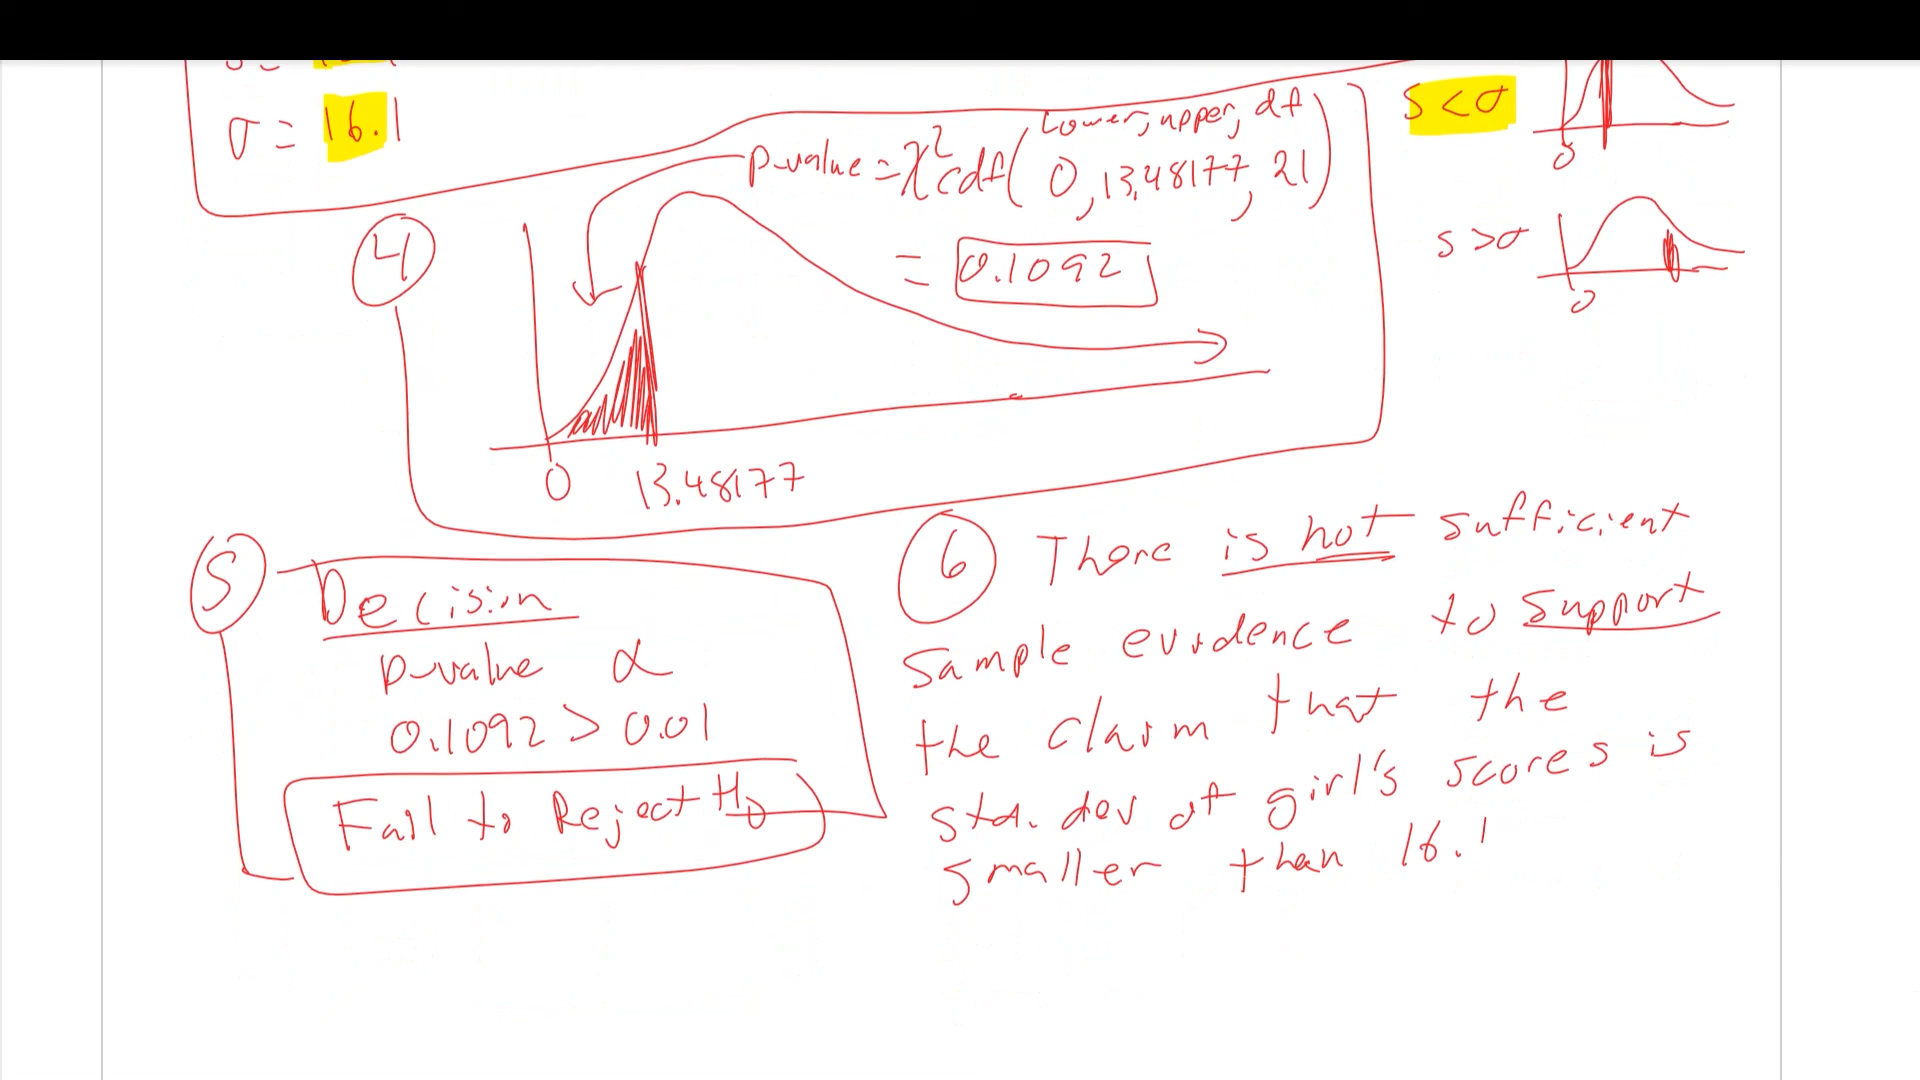 σ = 16.1
s < σ
0
Lower, upper, df
p-value = χ²cdf( 0, 13.48177, 21)
= 0.1092
s > σ
0
4
0 13.48177
5
Decision
p-value α
0.1092 > 0.01
Fail to Reject H₀
6 There is not sufficient
sample evidence to support
the claim that the
std. dev of girl's scores is
smaller than 16.1